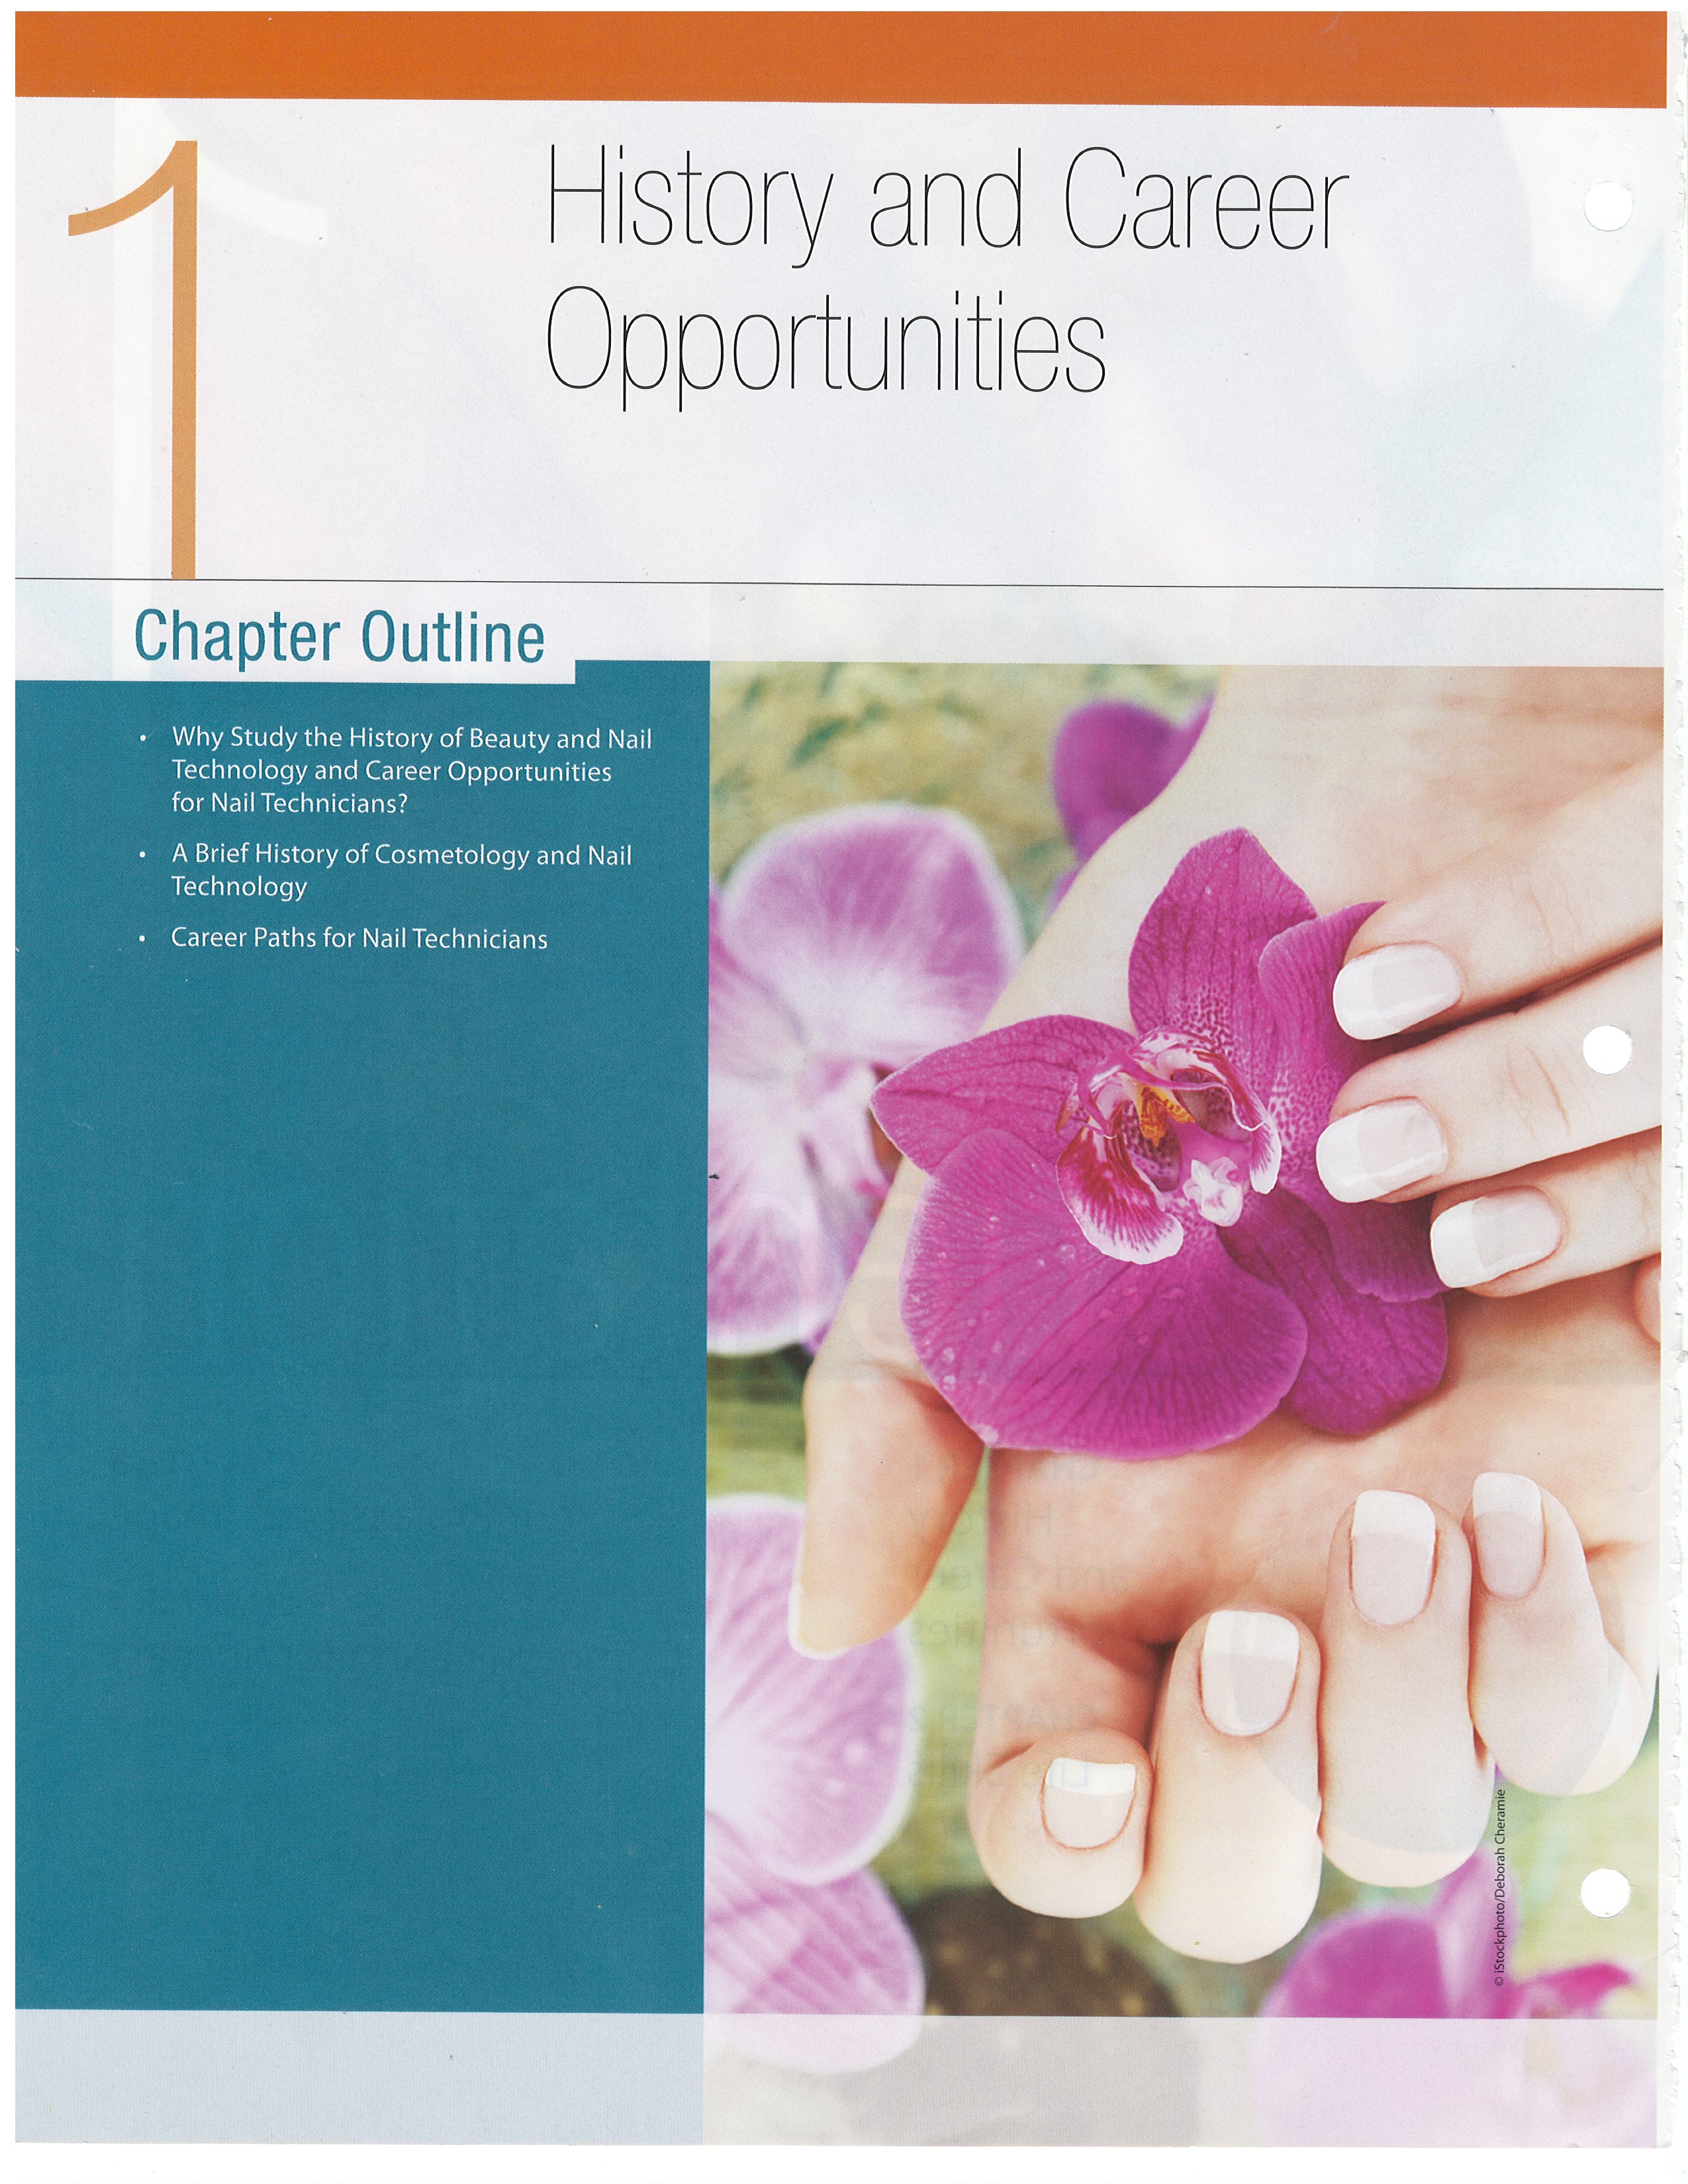 1
History and Career
Opportunities
Chapter Outline
• Why Study the History of Beauty and Nail
Technology and Career Opportunities
for Nail Technicians?
• A Brief History of Cosmetology and Nail
Technology
• Career Paths for Nail Technicians
© iStockphoto/Deborah Cheramie